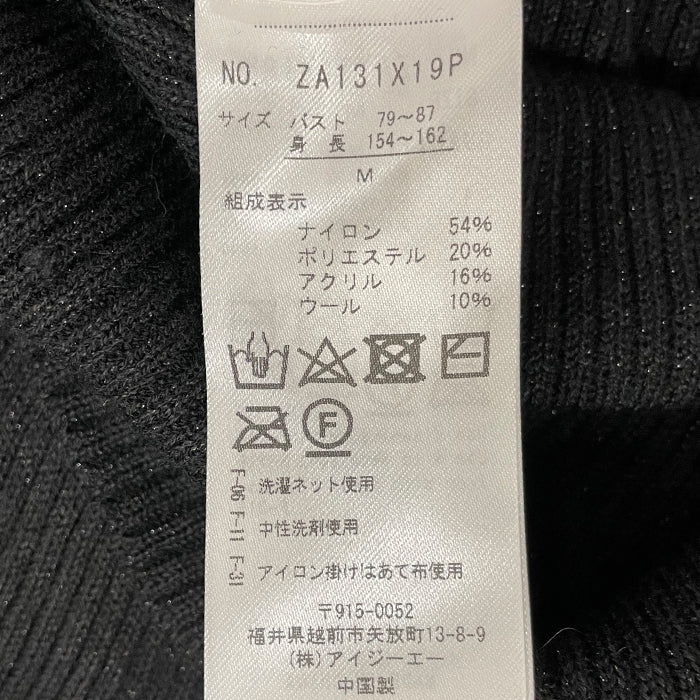 NO. ZA131X19P
サイズ バスト 79〜87
身 長 154〜162
M
組成表示
ナイロン 54%
ポリエステル 20%
アクリル 16%
ウール 10%
F
F-06 洗濯ネット使用
F-11 中性洗剤使用
F-31 アイロン掛けはあて布使用
〒915-0052
福井県越前市矢放町13-8-9
(株)アイジーエー
中国製